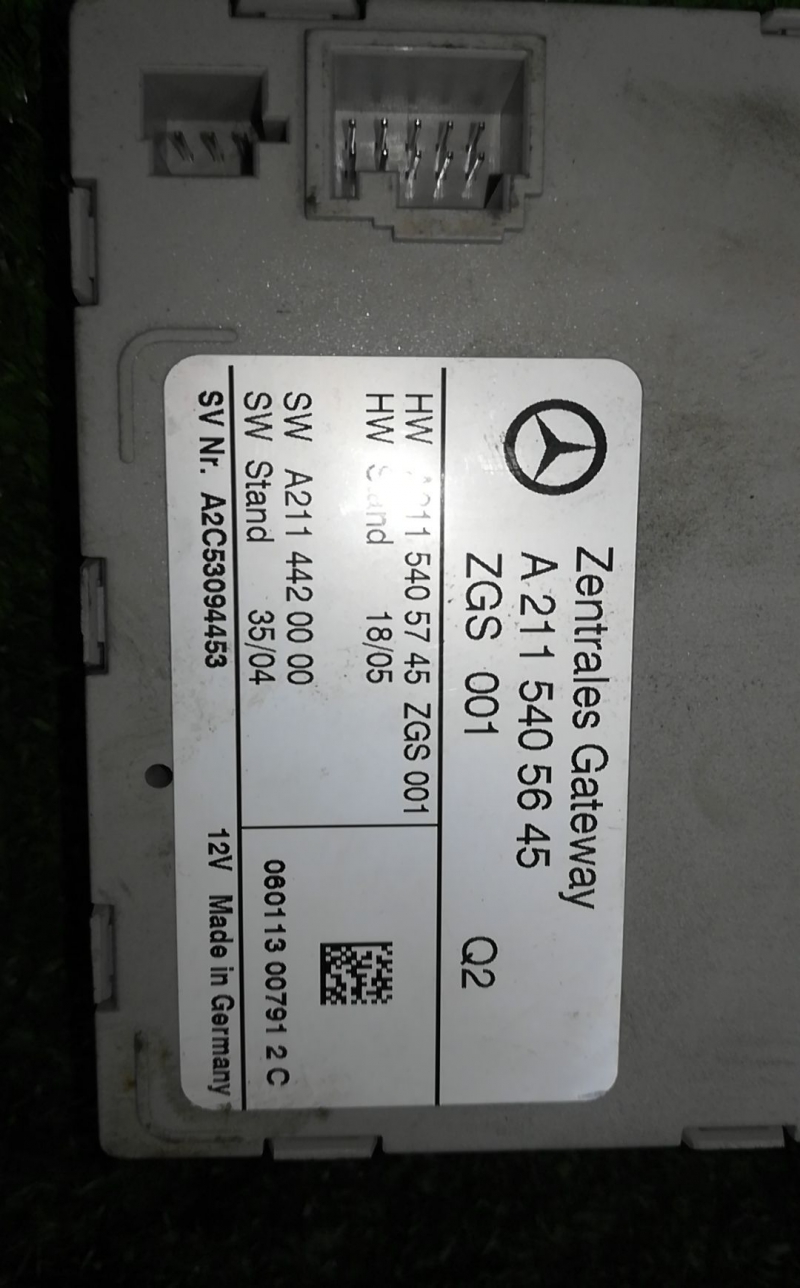 Zentrales Gateway
A 211 540 56 45
ZGS 001 Q2
HW A211 540 57 45 ZGS 001
HW 18/05
SW A211 442 00 00
SW Stand 35/04
060113 00791 2 C
SV Nr. A2C53094453 12V Made in Germany